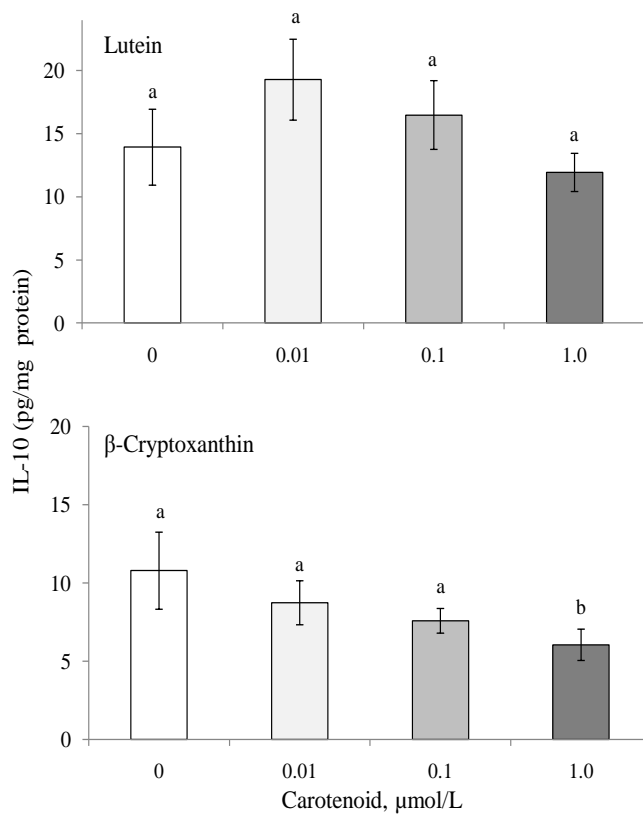 Lutein
a
a
a
a
20
15
10
5
0
0 0.01 0.1 1.0
IL-10 (pg/mg protein)
β-Cryptoxanthin
a
a
a
b
20
15
10
5
0
0 0.01 0.1 1.0
Carotenoid, µmol/L